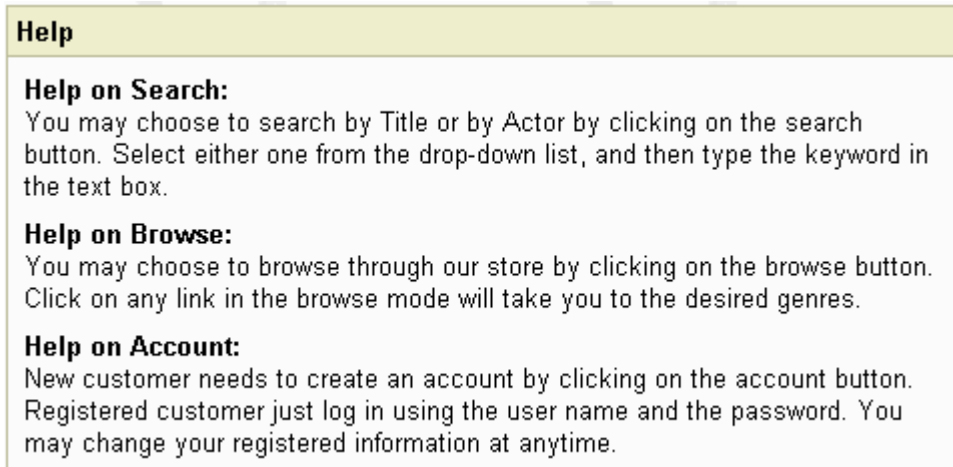 Help
Help on Search:
You may choose to search by Title or by Actor by clicking on the search
button. Select either one from the drop-down list, and then type the keyword in
the text box.
Help on Browse:
You may choose to browse through our store by clicking on the browse button.
Click on any link in the browse mode will take you to the desired genres.
Help on Account:
New customer needs to create an account by clicking on the account button.
Registered customer just log in using the user name and the password. You
may change your registered information at anytime.